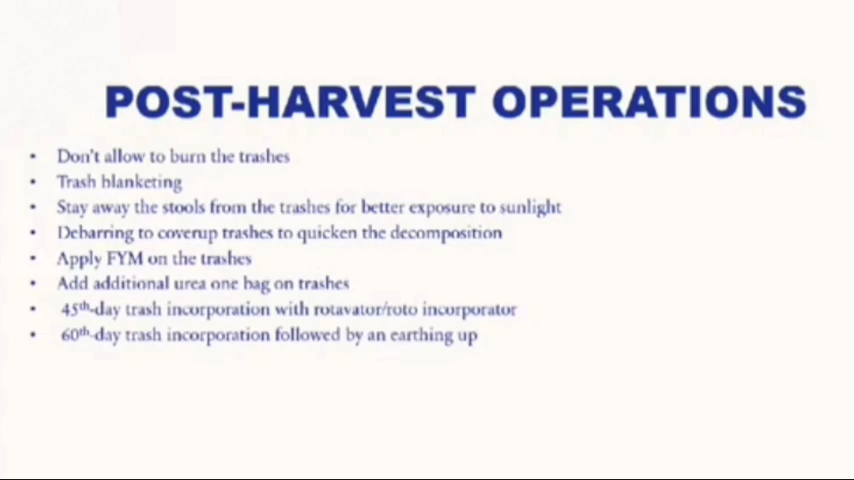 POST-HARVEST OPERATIONS
• Don't allow to burn the trashes
• Trash blanketing
• Stay away the stools from the trashes for better exposure to sunlight
• Debarring to coverup trashes to quicken the decomposition
• Apply FYM on the trashes
• Add additional urea one bag on trashes
• 45th-day trash incorporation with rotavator/roto incorporator
• 60th-day trash incorporation followed by an earthing up